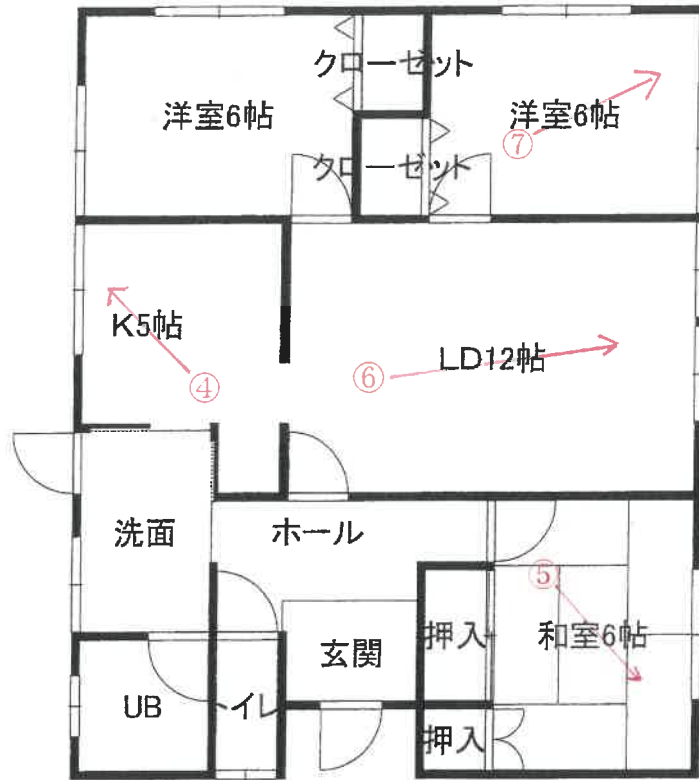 クローゼット
洋室6帖
洋室6帖
⑦
クローゼット
K5帖
LD12帖
④
⑥
洗面
ホール
⑤
玄関
押入
和室6帖
UB
トイレ
押入